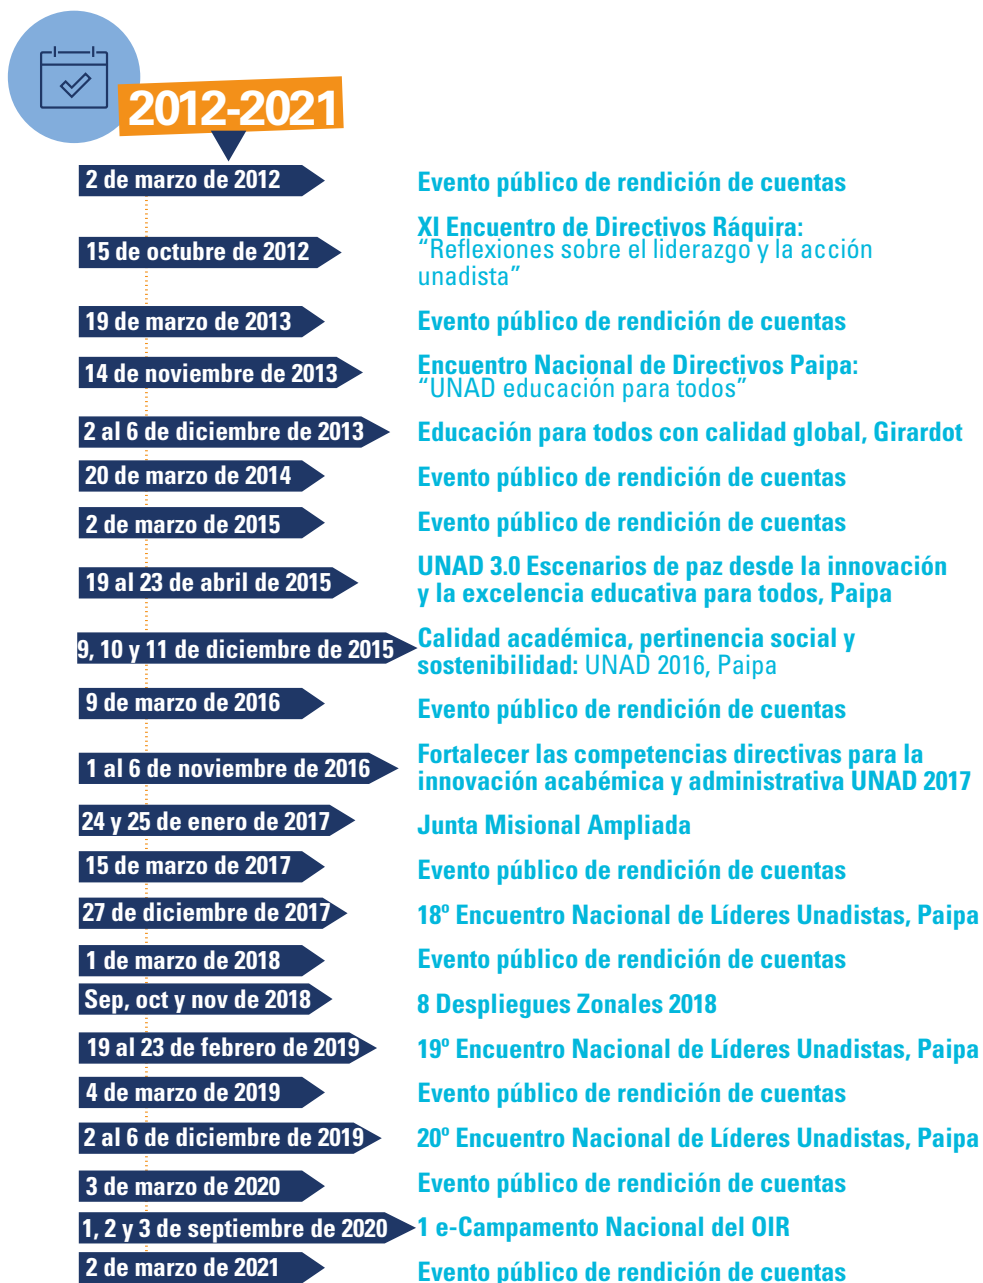 2012-2021
2 de marzo de 2012
Evento público de rendición de cuentas
15 de octubre de 2012
XI Encuentro de Directivos Ráquira:
“Reflexiones sobre el liderazgo y la acción
unadista”
19 de marzo de 2013
Evento público de rendición de cuentas
14 de noviembre de 2013
Encuentro Nacional de Directivos Paipa:
“UNAD educación para todos”
2 al 6 de diciembre de 2013
Educación para todos con calidad global, Girardot
20 de marzo de 2014
Evento público de rendición de cuentas
2 de marzo de 2015
Evento público de rendición de cuentas
19 al 23 de abril de 2015
UNAD 3.0 Escenarios de paz desde la innovación
y la excelencia educativa para todos, Paipa
9, 10 y 11 de diciembre de 2015
Calidad académica, pertinencia social y
sostenibilidad: UNAD 2016, Paipa
9 de marzo de 2016
Evento público de rendición de cuentas
1 al 6 de noviembre de 2016
Fortalecer las competencias directivas para la
innovación acabémica y administrativa UNAD 2017
24 y 25 de enero de 2017
Junta Misional Ampliada
15 de marzo de 2017
Evento público de rendición de cuentas
27 de diciembre de 2017
18º Encuentro Nacional de Líderes Unadistas, Paipa
1 de marzo de 2018
Evento público de rendición de cuentas
Sep, oct y nov de 2018
8 Despliegues Zonales 2018
19 al 23 de febrero de 2019
19º Encuentro Nacional de Líderes Unadistas, Paipa
4 de marzo de 2019
Evento público de rendición de cuentas
2 al 6 de diciembre de 2019
20º Encuentro Nacional de Líderes Unadistas, Paipa
3 de marzo de 2020
Evento público de rendición de cuentas
1, 2 y 3 de septiembre de 2020
1 e-Campamento Nacional del OIR
2 de marzo de 2021
Evento público de rendición de cuentas